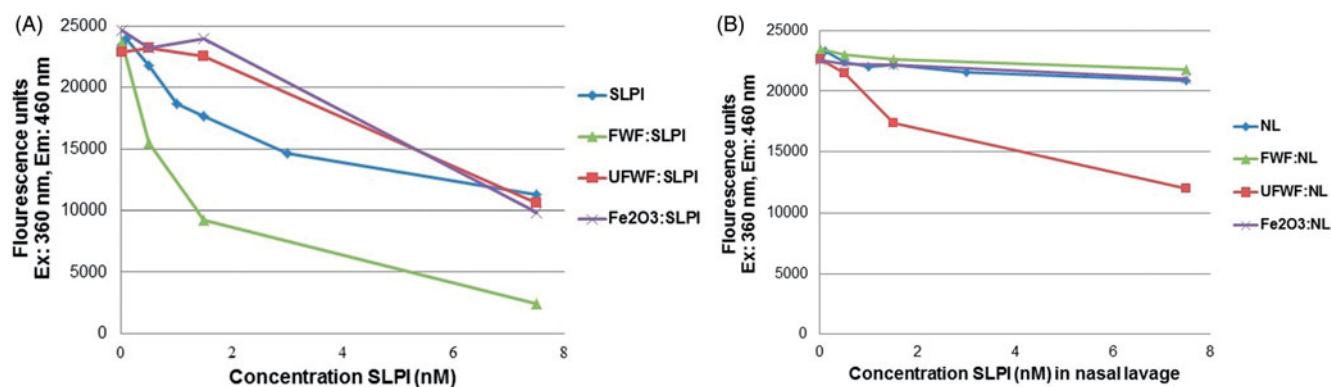 (A)
Flourescence units
Ex: 360 nm, Em: 460 nm
25000
20000
15000
10000
5000
0
0 2 4 6 8
Concentration SLPI (nM)
SLPI
FWF:SLPI
UFWF:SLPI
Fe2O3:SLPI
(B)
Flourescence units
Ex: 360 nm, Em: 460 nm
25000
20000
15000
10000
5000
0
0 2 4 6 8
Concentration SLPI (nM) in nasal lavage
NL
FWF:NL
UFWF:NL
Fe2O3:NL